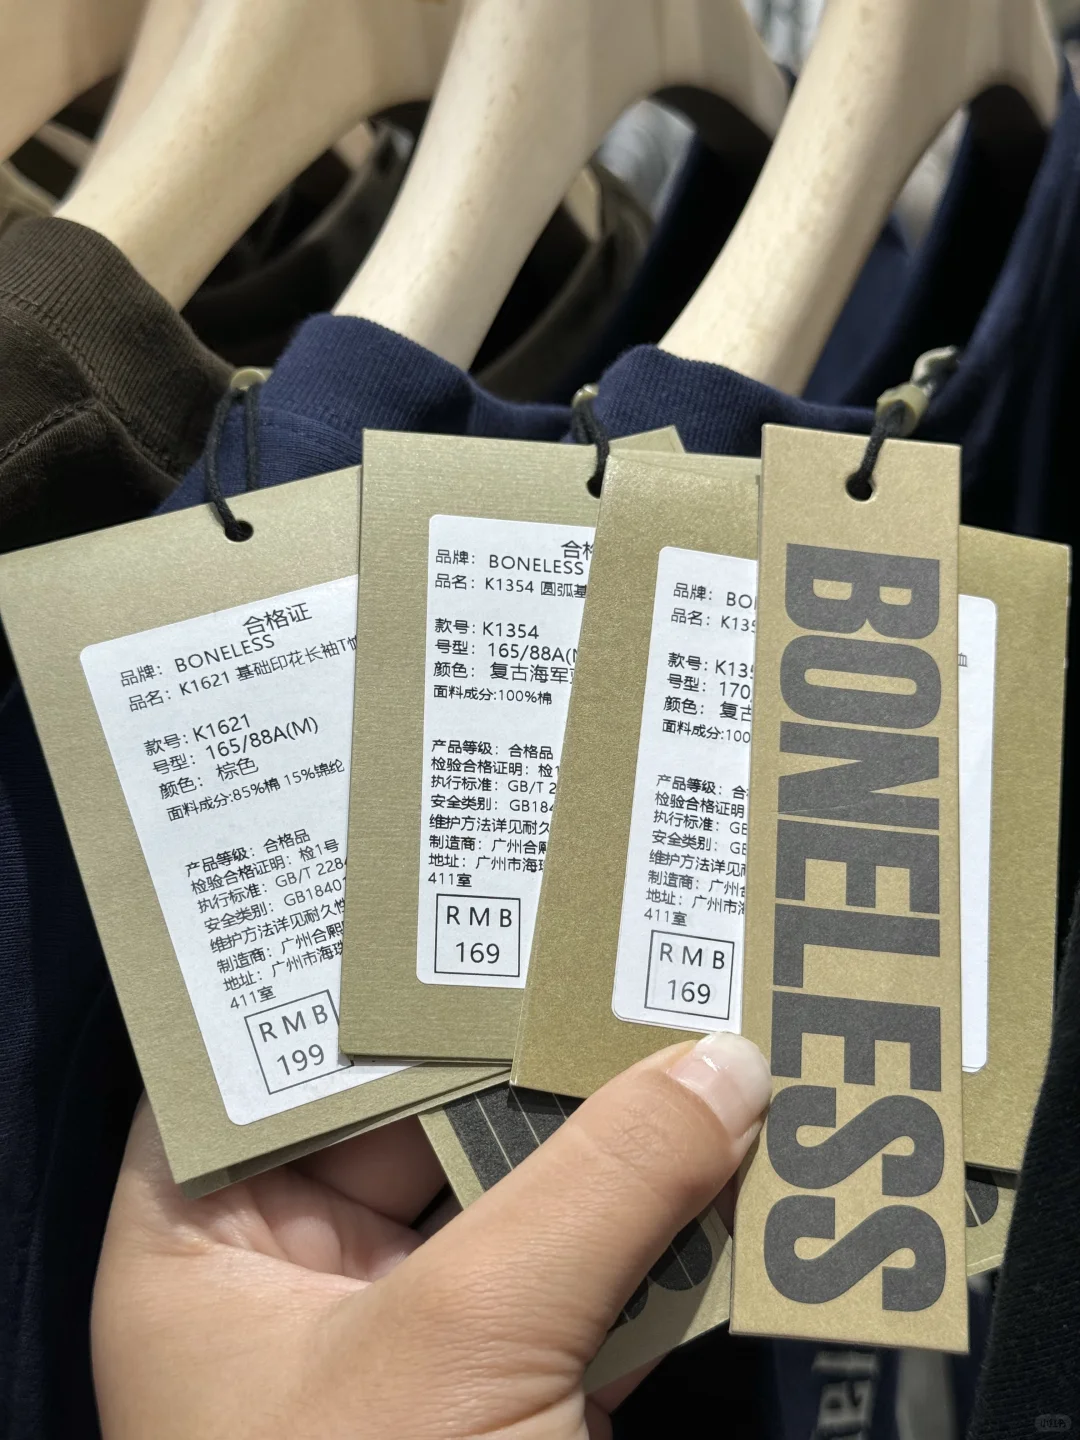 合格证
品牌: BONELESS
品名: K1621 基础印花长袖T恤
款号: K1621
号型: 165/88A(M)
颜色: 棕色
面料成分:85%棉 15%锦纶
产品等级: 合格品
检验合格证明: 检1号
执行标准: GB/T 2284
安全类别: GB18401
维护方法详见耐久性
制造商: 广州合熙
地址: 广州市海珠
411室
RMB
199
合格
品牌: BONELESS
品名: K1354 圆弧基
款号: K1354
号型: 165/88A(M
颜色: 复古海军
面料成分:100%棉
产品等级: 合格品
检验合格证明: 检1
执行标准: GB/T 2
安全类别: GB184
维护方法详见耐久
制造商: 广州合熙
地址: 广州市海珠
411室
RMB
169
品牌: BO
品名: K135
款号: K135
号型: 170
颜色: 复古
面料成分:100
产品等级: 合
检验合格证明
执行标准: GB
安全类别: GB
维护方法详见
制造商: 广州
地址: 广州市
411室
RMB
169
BONELESS
恤